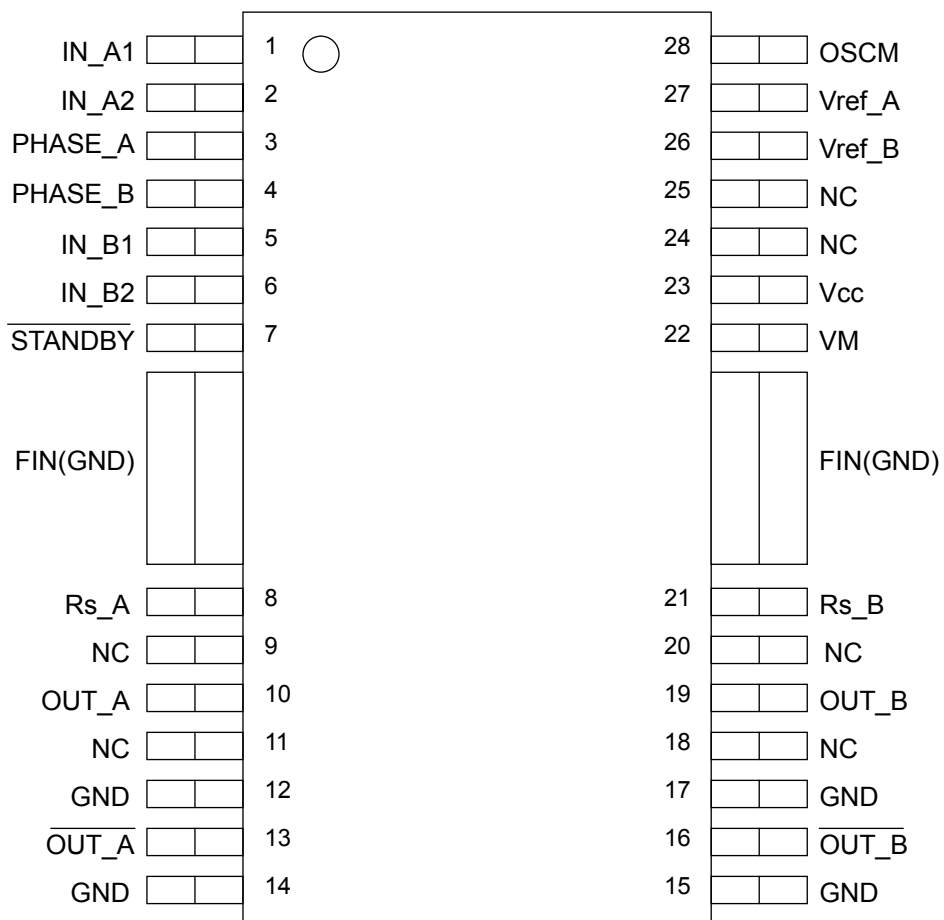 IN_A1 1 28 OSCM
IN_A2 2 27 Vref_A
PHASE_A 3 26 Vref_B
PHASE_B 4 25 NC
IN_B1 5 24 NC
IN_B2 6 23 Vcc
STANDBY 7 22 VM
FIN(GND) FIN(GND)
Rs_A 8 21 Rs_B
NC 9 20 NC
OUT_A 10 19 OUT_B
NC 11 18 NC
GND 12 17 GND
OUT_A 13 16 OUT_B
GND 14 15 GND